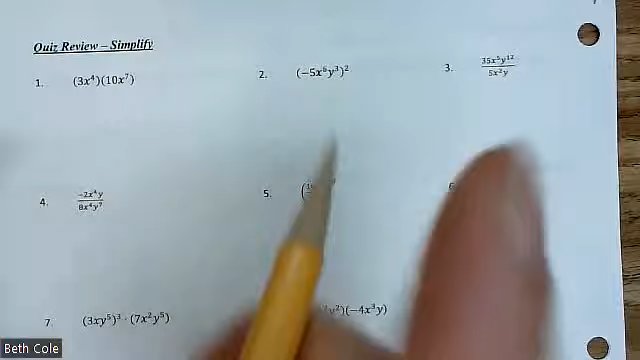 Quiz Review – Simplify
1. (3x⁴)(10x⁷)
2. (−5x⁶y³)²
3. 35x⁵y¹²/5x²y
4. −2x⁴y/8x⁴y⁷
5.
7. (3xy⁵)³ · (7x²y⁵)
y²)(−4x³y)
Beth Cole